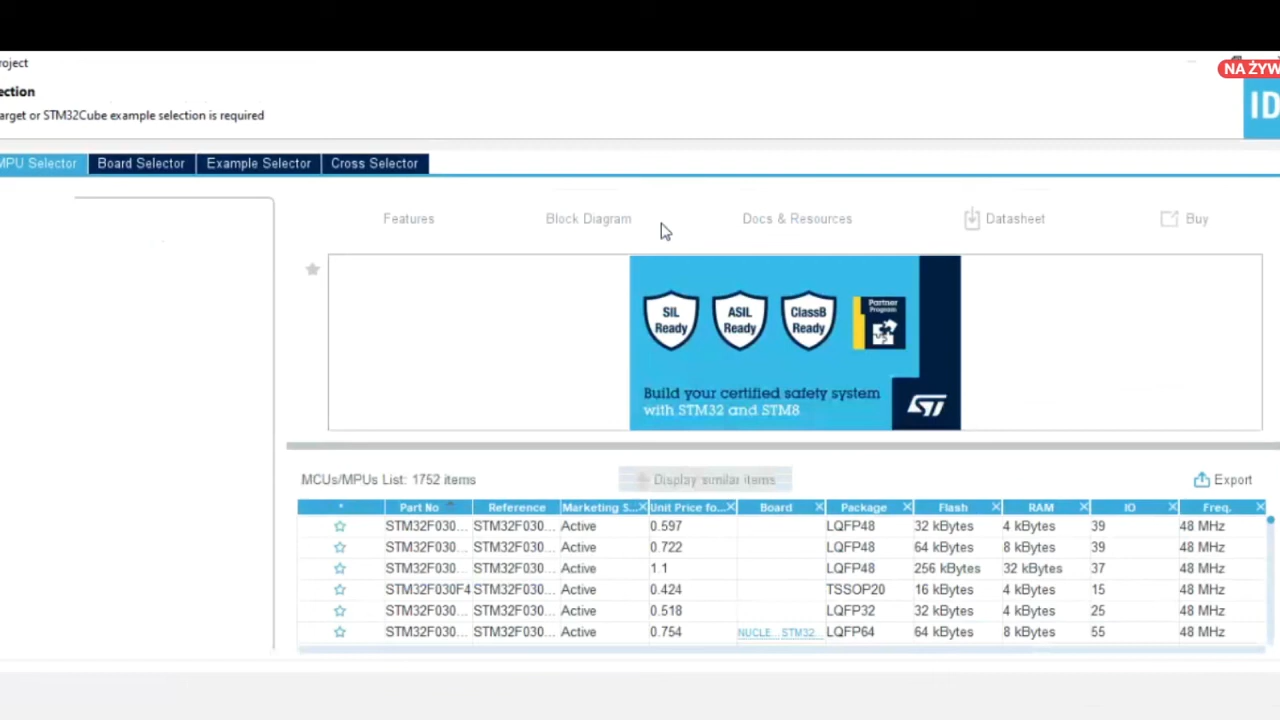 roject
NA ŻYW
ection
ID
arget or STM32Cube example selection is required
MPU Selector Board Selector Example Selector Cross Selector
Features Block Diagram Docs & Resources Datasheet Buy
SIL Ready ASIL Ready ClassB Ready Partner Program
Build your certified safety system
with STM32 and STM8
ST
MCUs/MPUs List: 1752 items Display similar items Export
* Part No Reference Marketing S... Unit Price fo... Board Package Flash RAM IO Freq.
STM32F030... STM32F030... Active 0.597 LQFP48 32 kBytes 4 kBytes 39 48 MHz
STM32F030... STM32F030... Active 0.722 LQFP48 64 kBytes 8 kBytes 39 48 MHz
STM32F030... STM32F030... Active 1 1 LQFP48 256 kBytes 32 kBytes 37 48 MHz
STM32F030F4 STM32F030... Active 0.424 TSSOP20 16 kBytes 4 kBytes 15 48 MHz
STM32F030... STM32F030... Active 0.518 LQFP32 32 kBytes 4 kBytes 25 48 MHz
STM32F030... STM32F030... Active 0.754 NUCLE... STM32... LQFP64 64 kBytes 8 kBytes 55 48 MHz